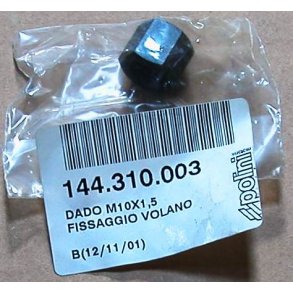 144.310.003
DADO M10X1,5
FISSAGGIO VOLANO
B(12/11/01)
polini